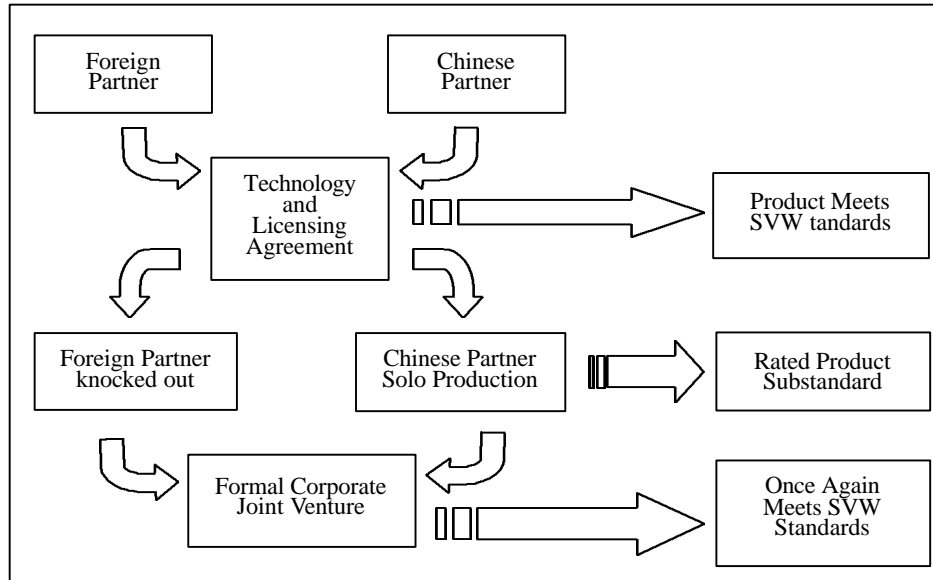 Foreign
Partner
Chinese
Partner
Technology
and
Licensing
Agreement
Product Meets
SVW tandards
Foreign Partner
knocked out
Chinese Partner
Solo Production
Rated Product
Substandard
Formal Corporate
Joint Venture
Once Again
Meets SVW
Standards